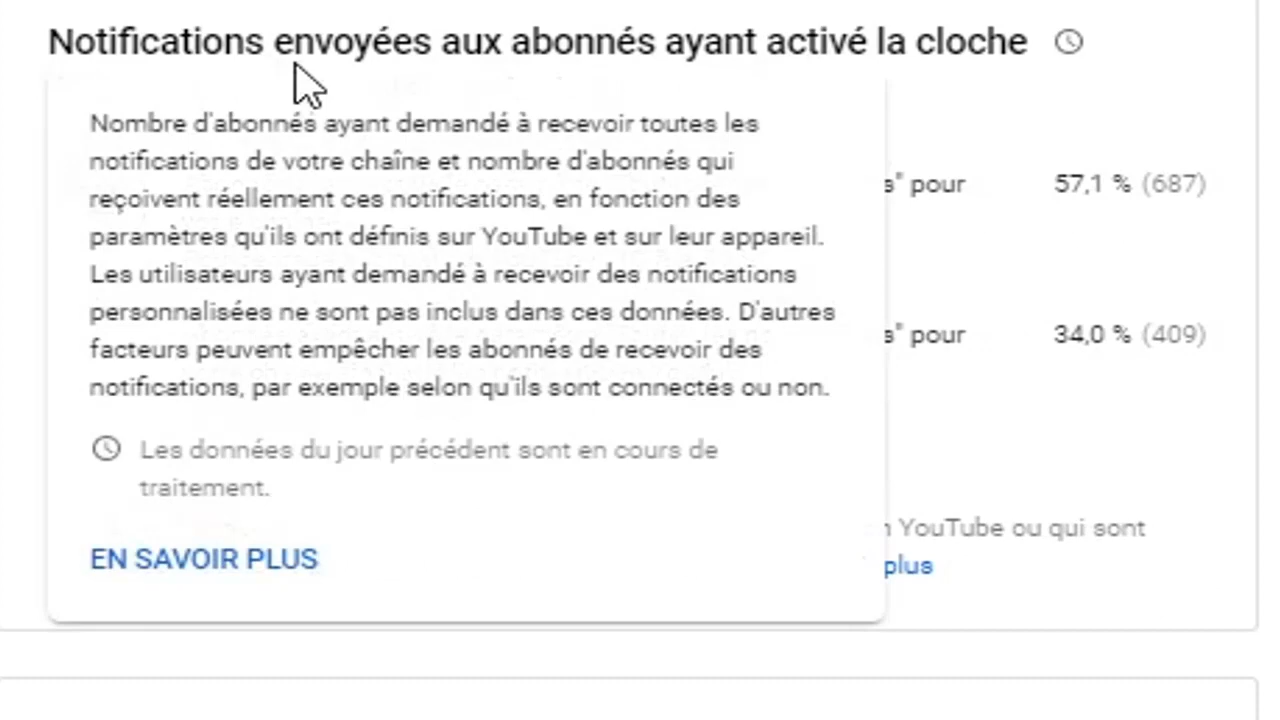 Notifications envoyées aux abonnés ayant activé la cloche
Nombre d'abonnés ayant demandé à recevoir toutes les
notifications de votre chaîne et nombre d'abonnés qui
reçoivent réellement ces notifications, en fonction des
paramètres qu'ils ont définis sur YouTube et sur leur appareil.
Les utilisateurs ayant demandé à recevoir des notifications
personnalisées ne sont pas inclus dans ces données. D'autres
facteurs peuvent empêcher les abonnés de recevoir des
notifications, par exemple selon qu'ils sont connectés ou non.
Les données du jour précédent sont en cours de
traitement.
EN SAVOIR PLUS
s" pour 57,1 % (687)
s" pour 34,0 % (409)
YouTube ou qui sont
plus